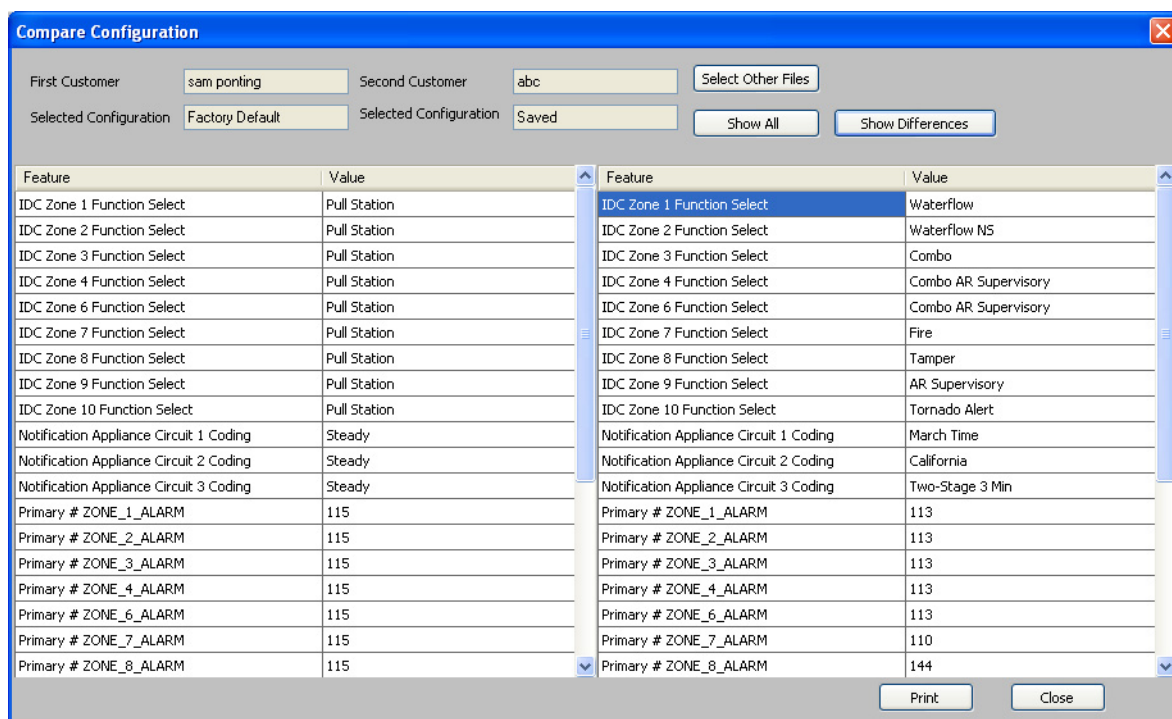 Compare Configuration
First Customer sam ponting Second Customer abc Select Other Files
Selected Configuration Factory Default Selected Configuration Saved Show All Show Differences
Feature Value Feature Value
IDC Zone 1 Function Select Pull Station IDC Zone 1 Function Select Waterflow
IDC Zone 2 Function Select Pull Station IDC Zone 2 Function Select Waterflow NS
IDC Zone 3 Function Select Pull Station IDC Zone 3 Function Select Combo
IDC Zone 4 Function Select Pull Station IDC Zone 4 Function Select Combo AR Supervisory
IDC Zone 6 Function Select Pull Station IDC Zone 6 Function Select Combo AR Supervisory
IDC Zone 7 Function Select Pull Station IDC Zone 7 Function Select Fire
IDC Zone 8 Function Select Pull Station IDC Zone 8 Function Select Tamper
IDC Zone 9 Function Select Pull Station IDC Zone 9 Function Select AR Supervisory
IDC Zone 10 Function Select Pull Station IDC Zone 10 Function Select Tornado Alert
Notification Appliance Circuit 1 Coding Steady Notification Appliance Circuit 1 Coding March Time
Notification Appliance Circuit 2 Coding Steady Notification Appliance Circuit 2 Coding California
Notification Appliance Circuit 3 Coding Steady Notification Appliance Circuit 3 Coding Two-Stage 3 Min
Primary # ZONE_1_ALARM 115 Primary # ZONE_1_ALARM 113
Primary # ZONE_2_ALARM 115 Primary # ZONE_2_ALARM 113
Primary # ZONE_3_ALARM 115 Primary # ZONE_3_ALARM 113
Primary # ZONE_4_ALARM 115 Primary # ZONE_4_ALARM 113
Primary # ZONE_6_ALARM 115 Primary # ZONE_6_ALARM 113
Primary # ZONE_7_ALARM 115 Primary # ZONE_7_ALARM 110
Primary # ZONE_8_ALARM 115 Primary # ZONE_8_ALARM 144
Print Close